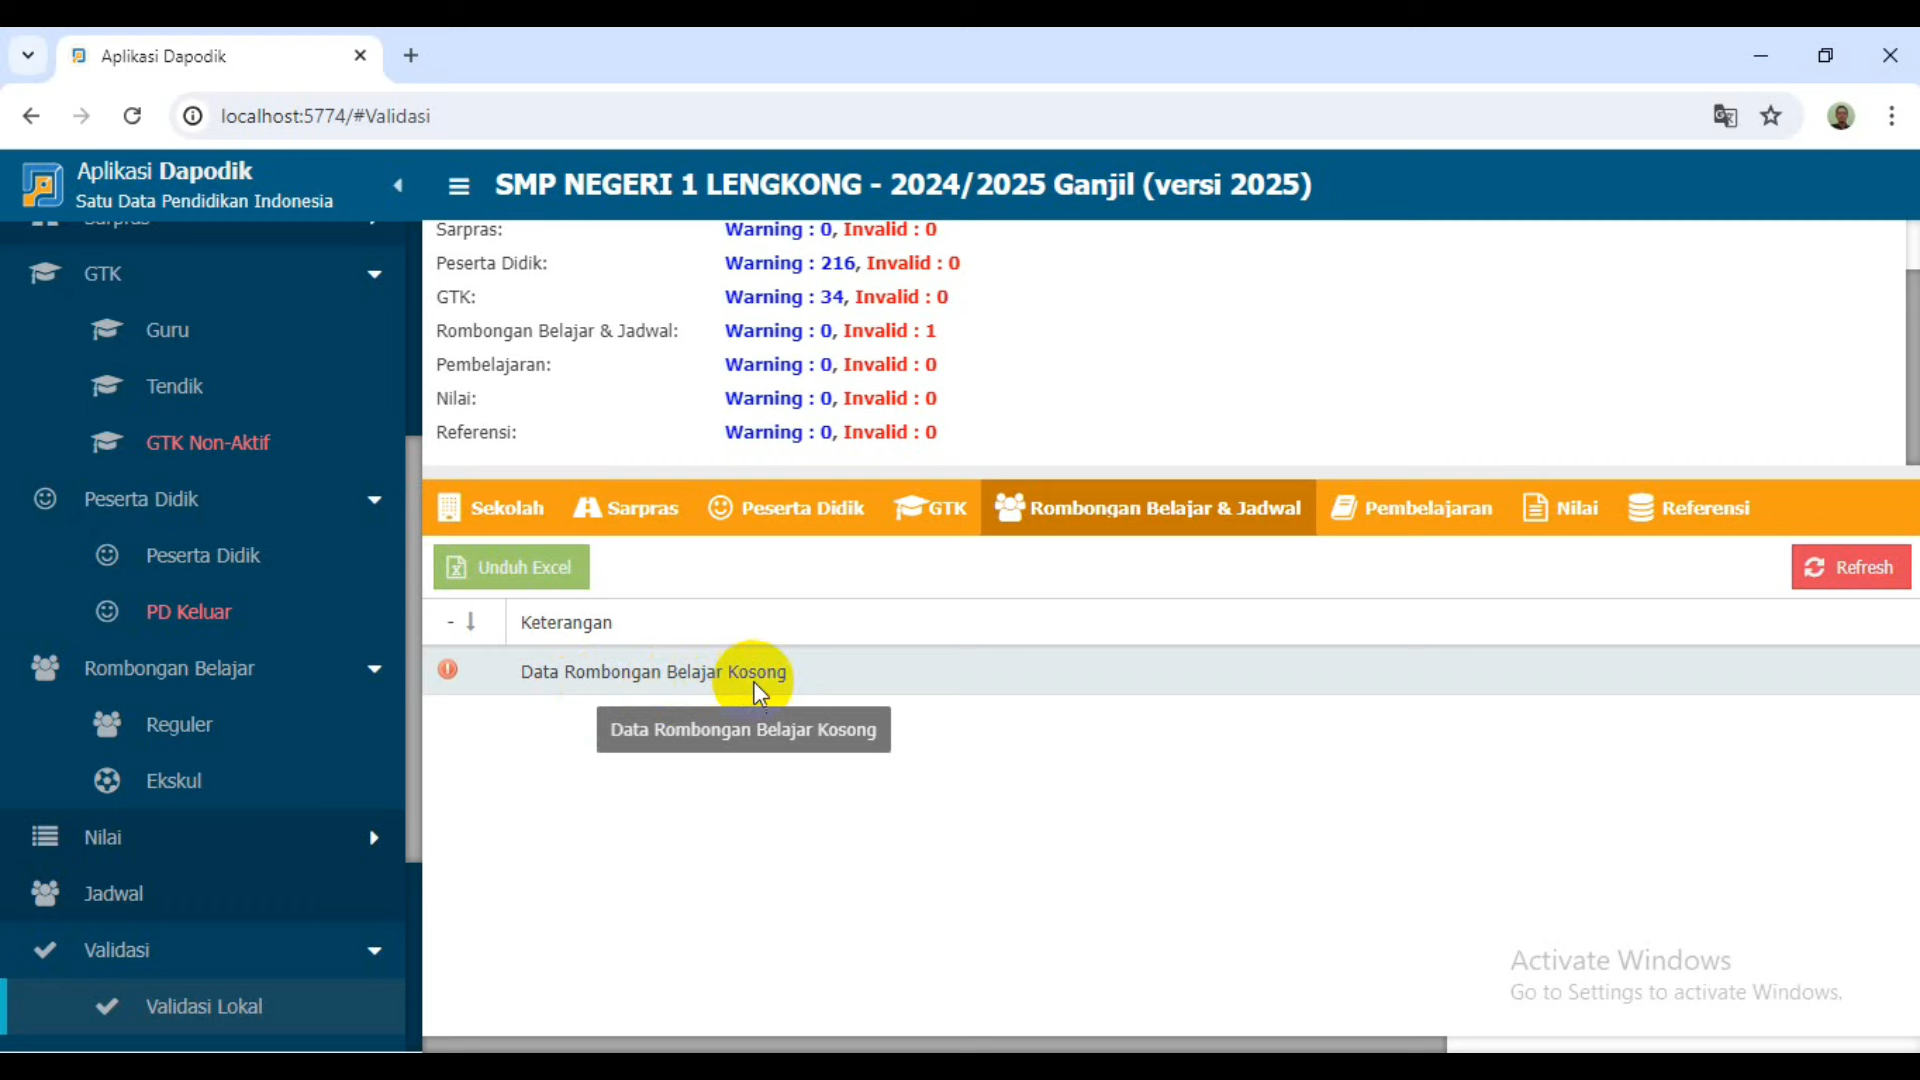 Aplikasi Dapodik
localhost:5774/#Validasi
Aplikasi Dapodik
Satu Data Pendidikan Indonesia
SMP NEGERI 1 LENGKONG - 2024/2025 Ganjil (versi 2025)
Sarpras
GTK
Guru
Tendik
GTK Non-Aktif
Peserta Didik
Peserta Didik
PD Keluar
Rombongan Belajar
Reguler
Ekskul
Nilai
Jadwal
Validasi
Validasi Lokal
Sarpras: Warning : 0, Invalid : 0
Peserta Didik: Warning : 216, Invalid : 0
GTK: Warning : 34, Invalid : 0
Rombongan Belajar & Jadwal: Warning : 0, Invalid : 1
Pembelajaran: Warning : 0, Invalid : 0
Nilai: Warning : 0, Invalid : 0
Referensi: Warning : 0, Invalid : 0
Sekolah Sarpras Peserta Didik GTK Rombongan Belajar & Jadwal Pembelajaran Nilai Referensi
Unduh Excel Refresh
- Keterangan
Data Rombongan Belajar Kosong
Data Rombongan Belajar Kosong
Activate Windows
Go to Settings to activate Windows.